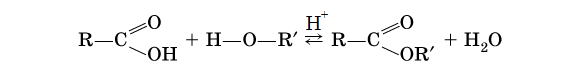 R—C(=O)OH + H—O—R′ ⇌[H⁺] R—C(=O)OR′ + H₂O